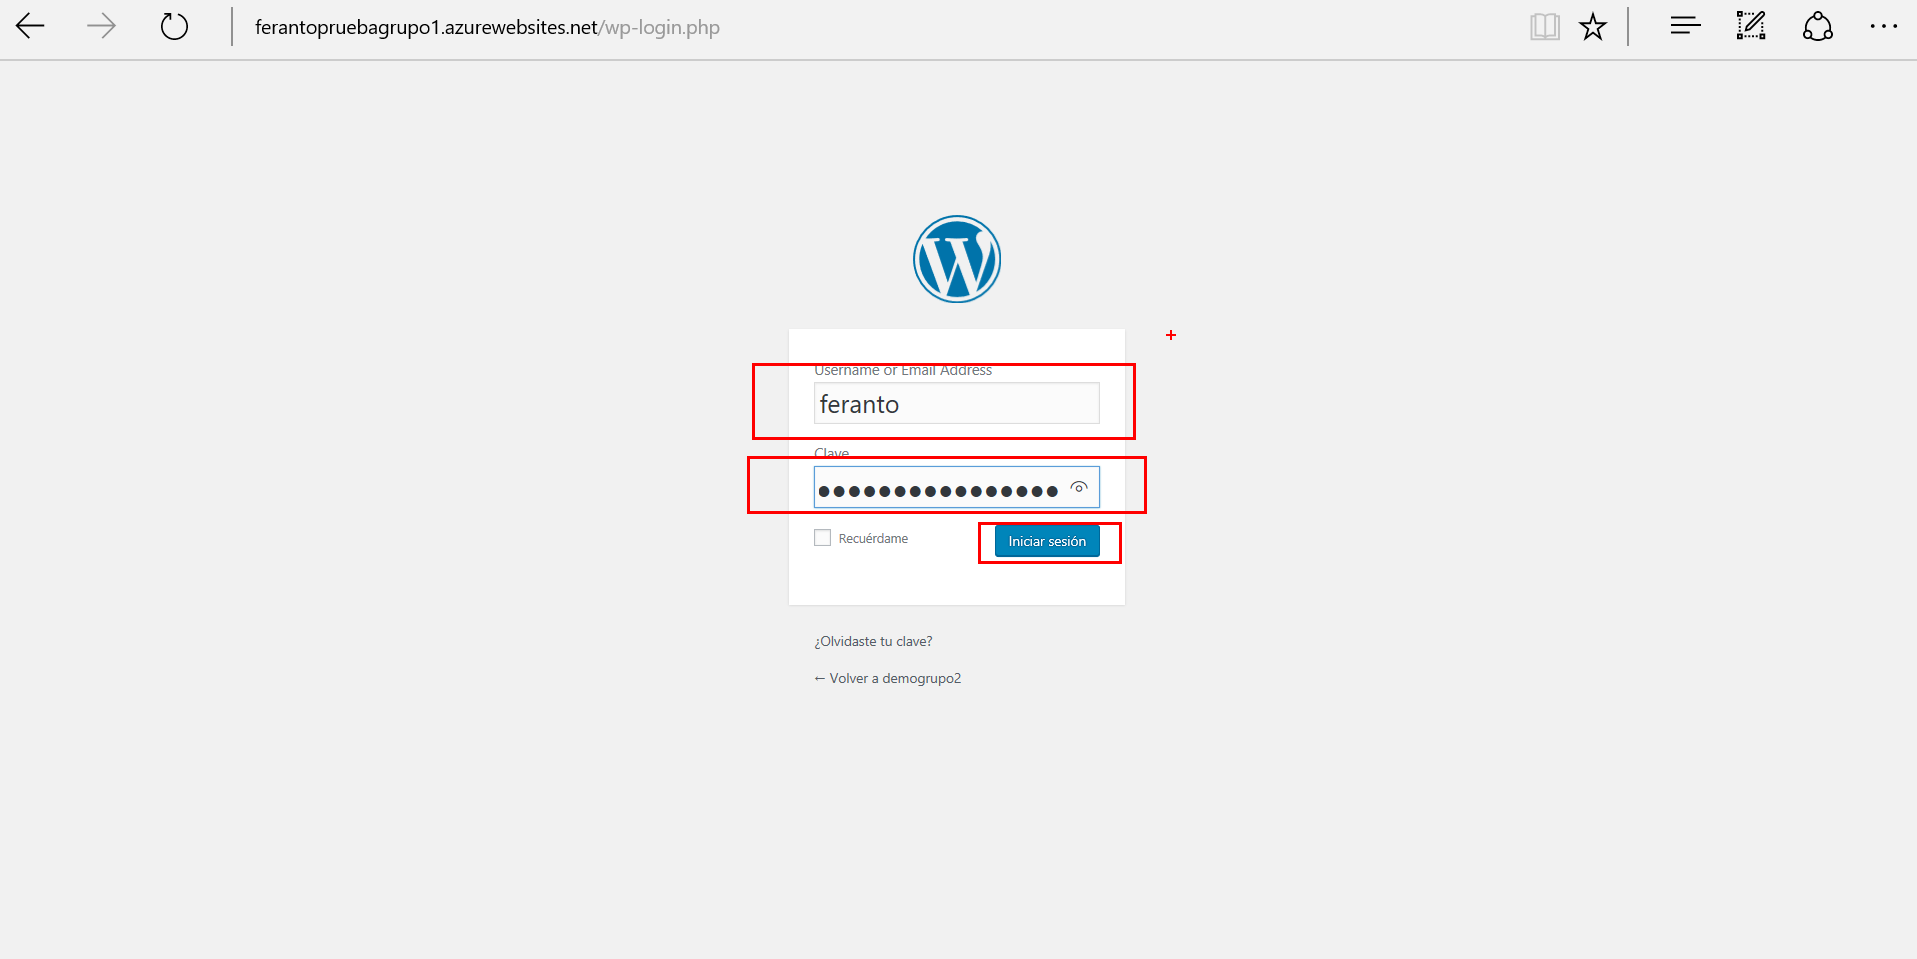 ferantopruebagrupo1.azurewebsites.net/wp-login.php
Username or Email Address
feranto
Clave
Recuérdame
Iniciar sesión
¿Olvidaste tu clave?
← Volver a demogrupo2